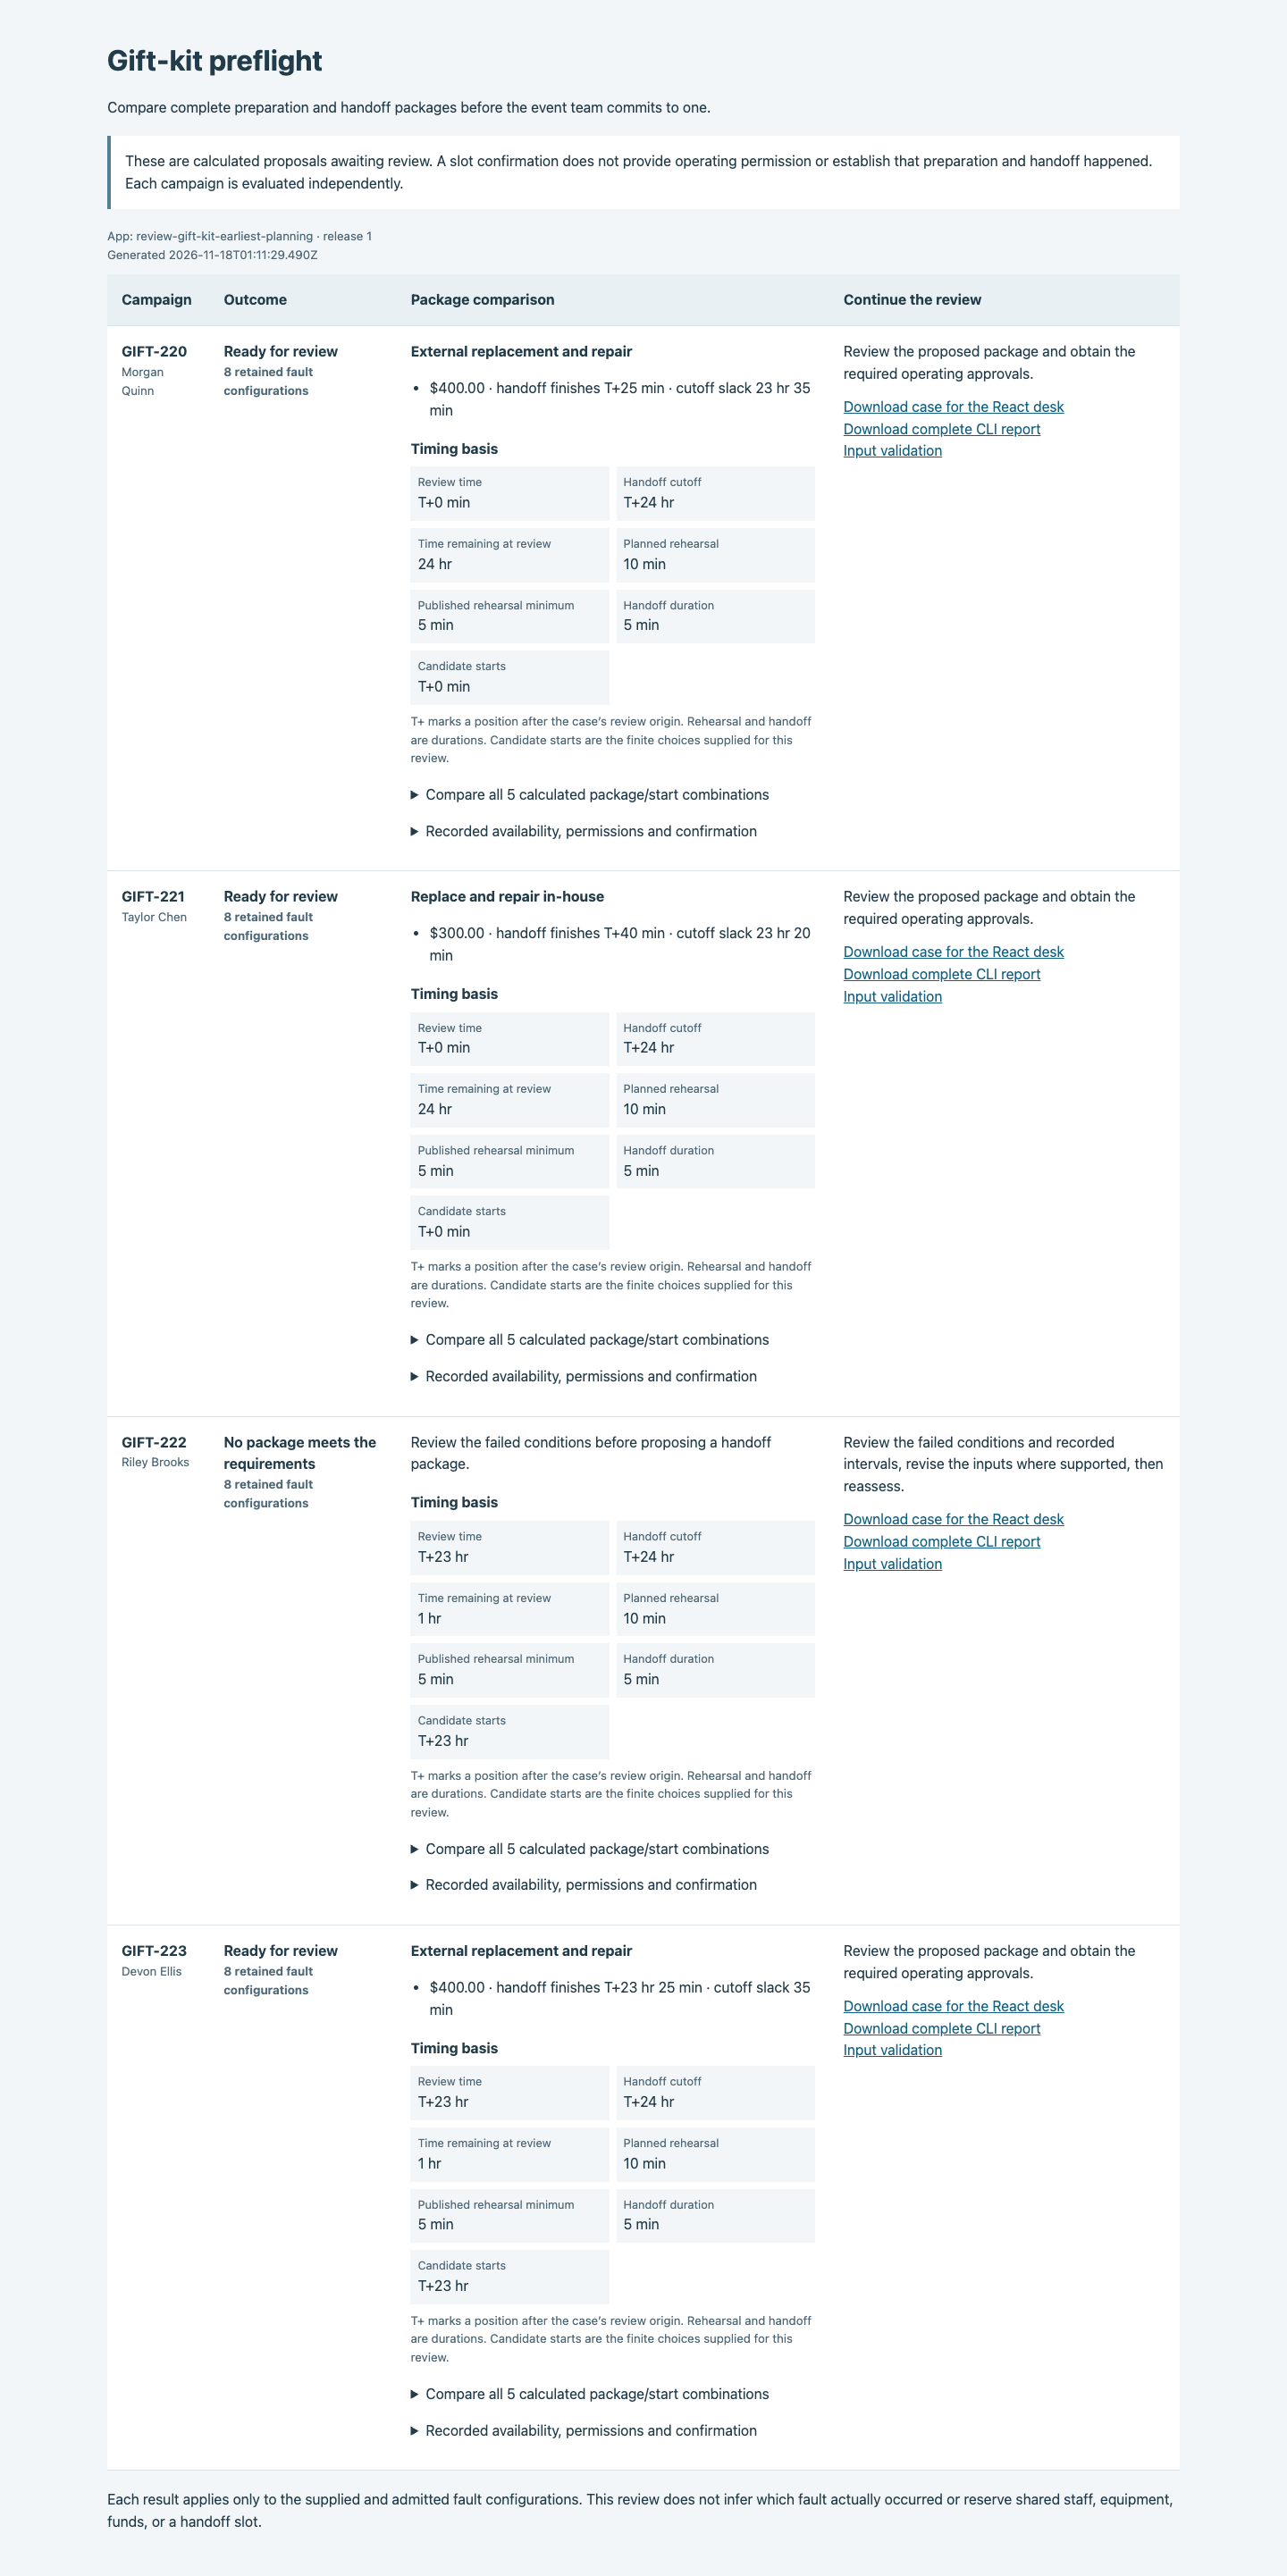 Gift-kit preflight
Compare complete preparation and handoff packages before the event team commits to one.
These are calculated proposals awaiting review. A slot confirmation does not provide operating permission or establish that preparation and handoff happened.
Each campaign is evaluated independently.
App: review-gift-kit-earliest-planning · release 1
Generated 2026-11-18T01:11:29.490Z
Campaign Outcome Package comparison Continue the review
GIFT-220
Morgan
Quinn
Ready for review
8 retained fault
configurations
External replacement and repair
• $400.00 · handoff finishes T+25 min · cutoff slack 23 hr 35
min
Timing basis
Review time
T+0 min
Handoff cutoff
T+24 hr
Time remaining at review
24 hr
Planned rehearsal
10 min
Published rehearsal minimum
5 min
Handoff duration
5 min
Candidate starts
T+0 min
T+ marks a position after the case's review origin. Rehearsal and handoff
are durations. Candidate starts are the finite choices supplied for this
review.
▶ Compare all 5 calculated package/start combinations
▶ Recorded availability, permissions and confirmation
Review the proposed package and obtain the
required operating approvals.
Download case for the React desk
Download complete CLI report
Input validation
GIFT-221
Taylor Chen
Ready for review
8 retained fault
configurations
Replace and repair in-house
• $300.00 · handoff finishes T+40 min · cutoff slack 23 hr 20
min
Timing basis
Review time
T+0 min
Handoff cutoff
T+24 hr
Time remaining at review
24 hr
Planned rehearsal
10 min
Published rehearsal minimum
5 min
Handoff duration
5 min
Candidate starts
T+0 min
T+ marks a position after the case's review origin. Rehearsal and handoff
are durations. Candidate starts are the finite choices supplied for this
review.
▶ Compare all 5 calculated package/start combinations
▶ Recorded availability, permissions and confirmation
Review the proposed package and obtain the
required operating approvals.
Download case for the React desk
Download complete CLI report
Input validation
GIFT-222
Riley Brooks
No package meets the
requirements
8 retained fault
configurations
Review the failed conditions before proposing a handoff
package.
Timing basis
Review time
T+23 hr
Handoff cutoff
T+24 hr
Time remaining at review
1 hr
Planned rehearsal
10 min
Published rehearsal minimum
5 min
Handoff duration
5 min
Candidate starts
T+23 hr
T+ marks a position after the case's review origin. Rehearsal and handoff
are durations. Candidate starts are the finite choices supplied for this
review.
▶ Compare all 5 calculated package/start combinations
▶ Recorded availability, permissions and confirmation
Review the failed conditions and recorded
intervals, revise the inputs where supported, then
reassess.
Download case for the React desk
Download complete CLI report
Input validation
GIFT-223
Devon Ellis
Ready for review
8 retained fault
configurations
External replacement and repair
• $400.00 · handoff finishes T+23 hr 25 min · cutoff slack 35
min
Timing basis
Review time
T+23 hr
Handoff cutoff
T+24 hr
Time remaining at review
1 hr
Planned rehearsal
10 min
Published rehearsal minimum
5 min
Handoff duration
5 min
Candidate starts
T+23 hr
T+ marks a position after the case's review origin. Rehearsal and handoff
are durations. Candidate starts are the finite choices supplied for this
review.
▶ Compare all 5 calculated package/start combinations
▶ Recorded availability, permissions and confirmation
Review the proposed package and obtain the
required operating approvals.
Download case for the React desk
Download complete CLI report
Input validation
Each result applies only to the supplied and admitted fault configurations. This review does not infer which fault actually occurred or reserve shared staff, equipment,
funds, or a handoff slot.